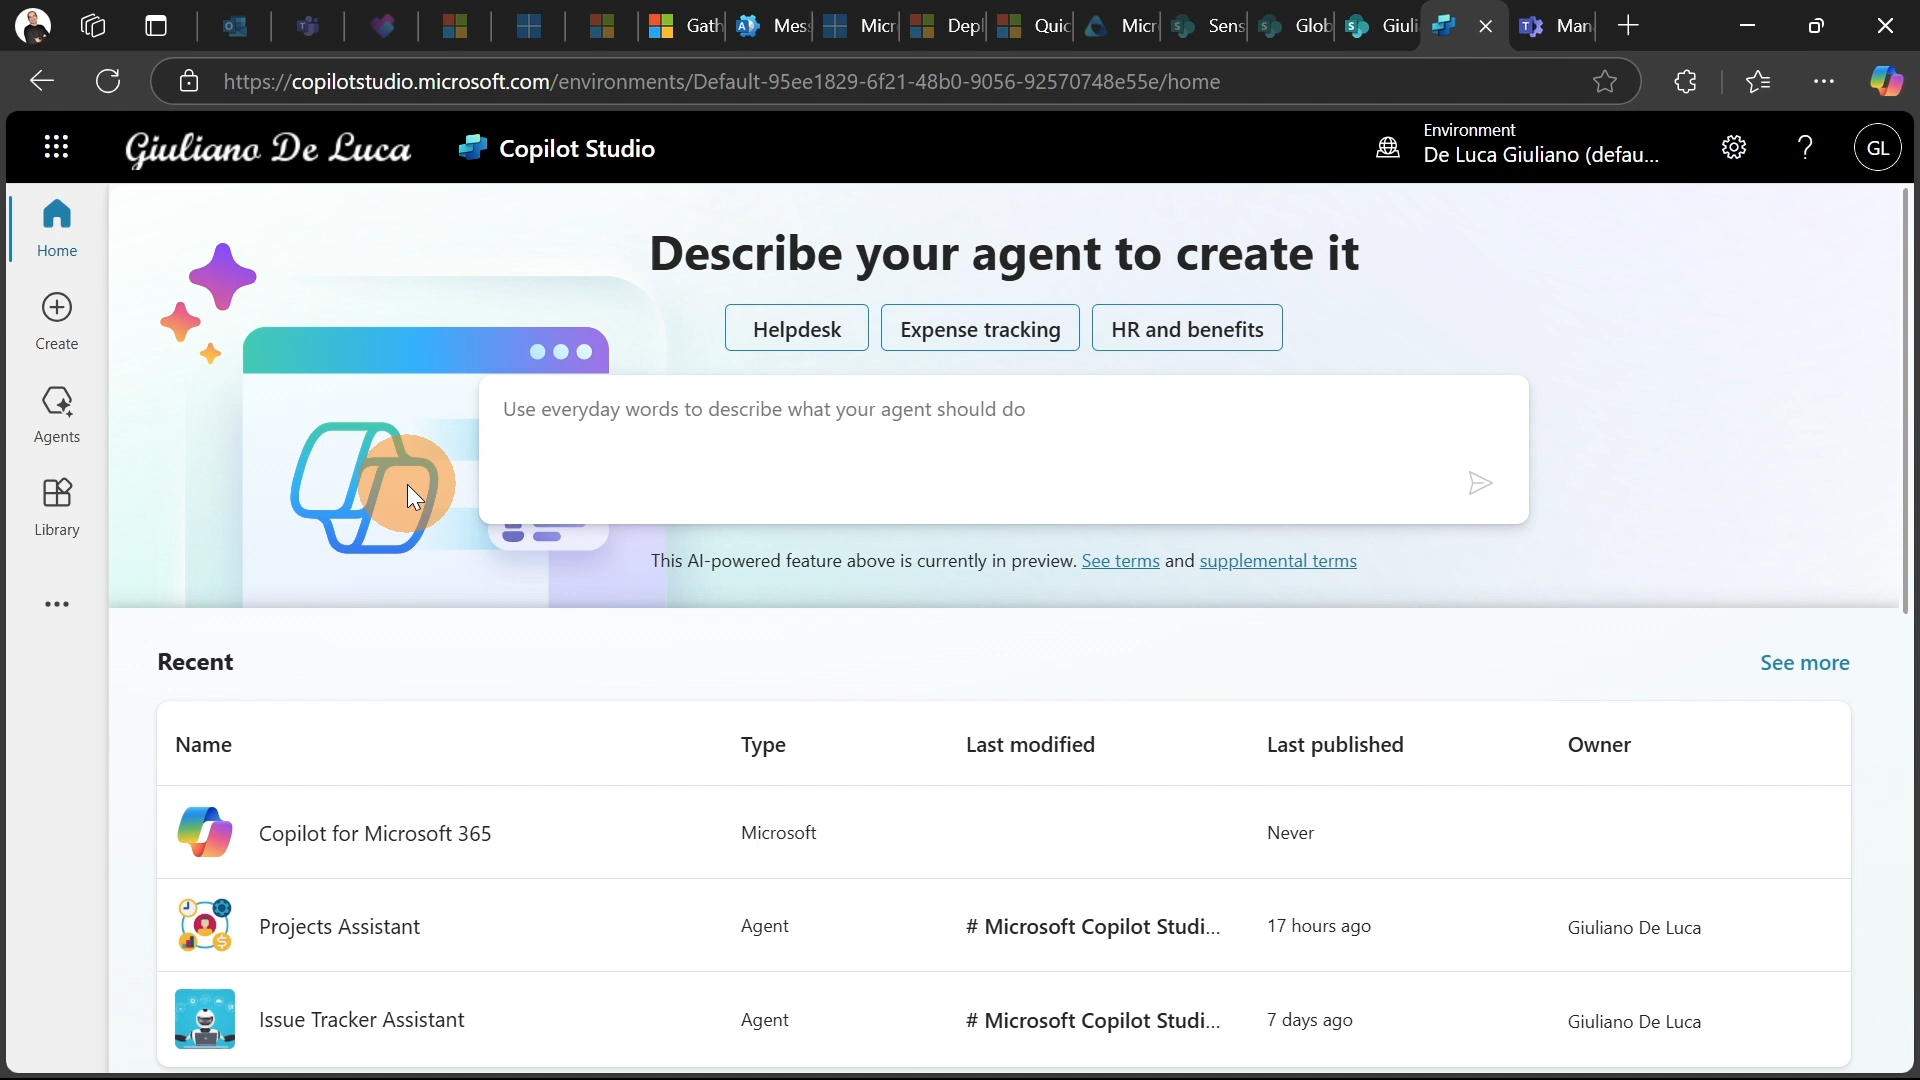 Gath
Mes
Micr
Depl
Quic
Micr
Sens
Glob
Giuli
Man
https://copilotstudio.microsoft.com/environments/Default-95ee1829-6f21-48b0-9056-92570748e55e/home
Giuliano De Luca
Copilot Studio
Environment
De Luca Giuliano (defau...
GL
Home
Create
Agents
Library
Describe your agent to create it
Helpdesk
Expense tracking
HR and benefits
Use everyday words to describe what your agent should do
This AI-powered feature above is currently in preview. See terms and supplemental terms
Recent
See more
Name Type Last modified Last published Owner
Copilot for Microsoft 365 Microsoft Never
Projects Assistant Agent # Microsoft Copilot Studi... 17 hours ago Giuliano De Luca
Issue Tracker Assistant Agent # Microsoft Copilot Studi... 7 days ago Giuliano De Luca